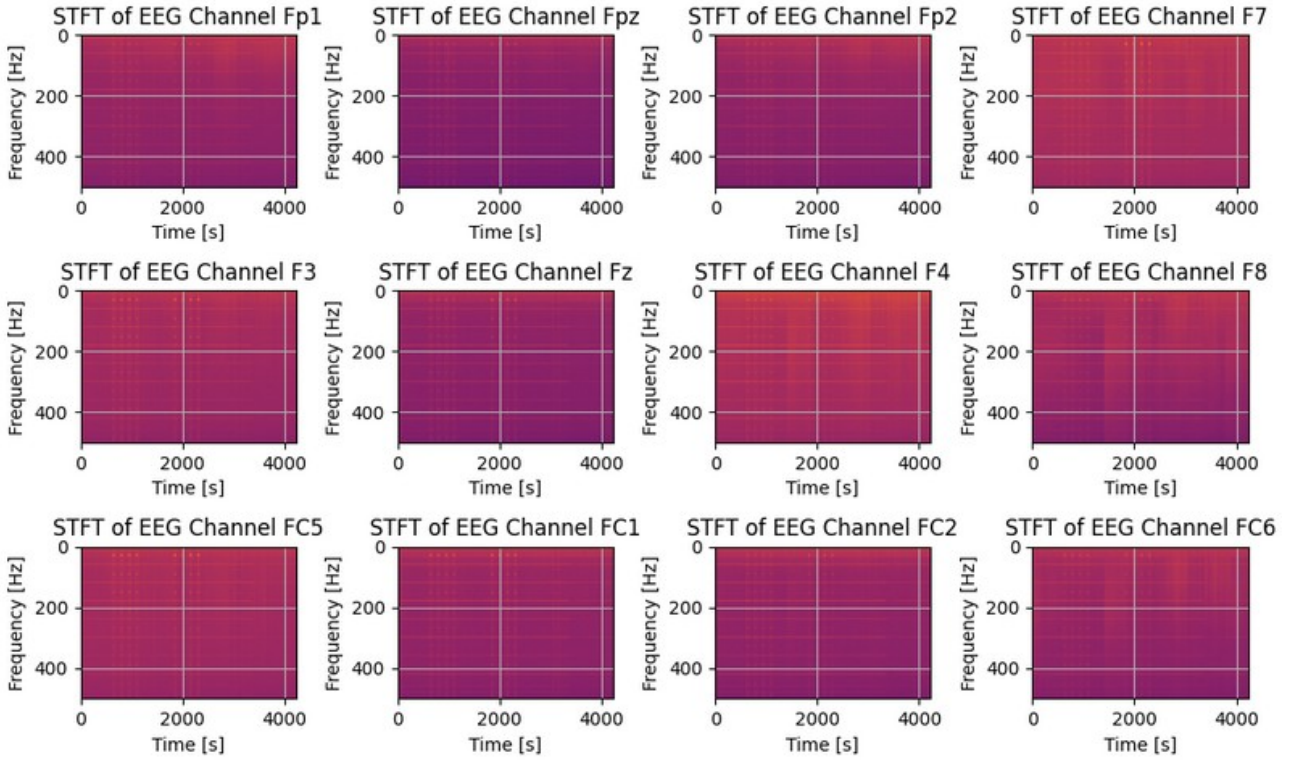 STFT of EEG Channel Fp1 STFT of EEG Channel Fpz STFT of EEG Channel Fp2 STFT of EEG Channel F7
0 0 0 0
200 200 200 200
400 400 400 400
Frequency [Hz] Frequency [Hz] Frequency [Hz] Frequency [Hz]
0 2000 4000 0 2000 4000 0 2000 4000 0 2000 4000
Time [s] Time [s] Time [s] Time [s]
STFT of EEG Channel F3 STFT of EEG Channel Fz STFT of EEG Channel F4 STFT of EEG Channel F8
0 0 0 0
200 200 200 200
400 400 400 400
Frequency [Hz] Frequency [Hz] Frequency [Hz] Frequency [Hz]
0 2000 4000 0 2000 4000 0 2000 4000 0 2000 4000
Time [s] Time [s] Time [s] Time [s]
STFT of EEG Channel FC5 STFT of EEG Channel FC1 STFT of EEG Channel FC2 STFT of EEG Channel FC6
0 0 0 0
200 200 200 200
400 400 400 400
Frequency [Hz] Frequency [Hz] Frequency [Hz] Frequency [Hz]
0 2000 4000 0 2000 4000 0 2000 4000 0 2000 4000
Time [s] Time [s] Time [s] Time [s]